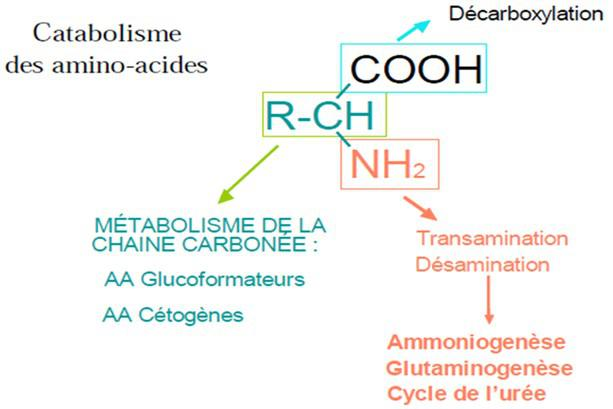 Catabolisme
des amino-acides
Décarboxylation
COOH
R-CH
NH₂
MÉTABOLISME DE LA
CHAINE CARBONÉE :
AA Glucoformateurs
AA Cétogènes
Transamination
Désamination
Ammoniogenèse
Glutaminogenèse
Cycle de l'urée